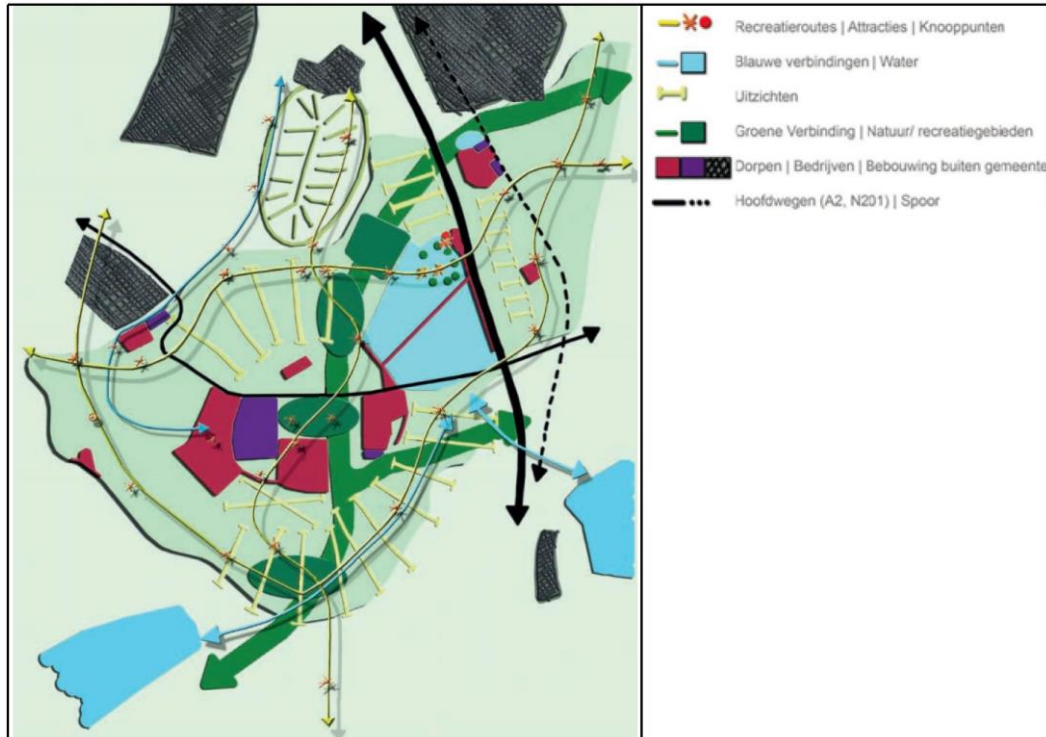 Recreatieroutes | Attracties | Knooppunten
Blauwe verbindingen | Water
Uitzichten
Groene Verbinding | Natuur/ recreatiegebieden
Dorpen | Bedrijven | Bebouwing buiten gemeente
Hoofdwegen (A2, N201) | Spoor